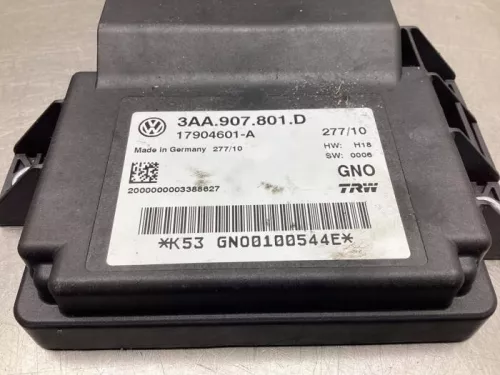 3AA.907.801.D
17904601-A 277/10
Made in Germany 277/10 HW: H18
SW: 0006
GNO
2000000003388627 TRW
*K53 GNO0100544E*